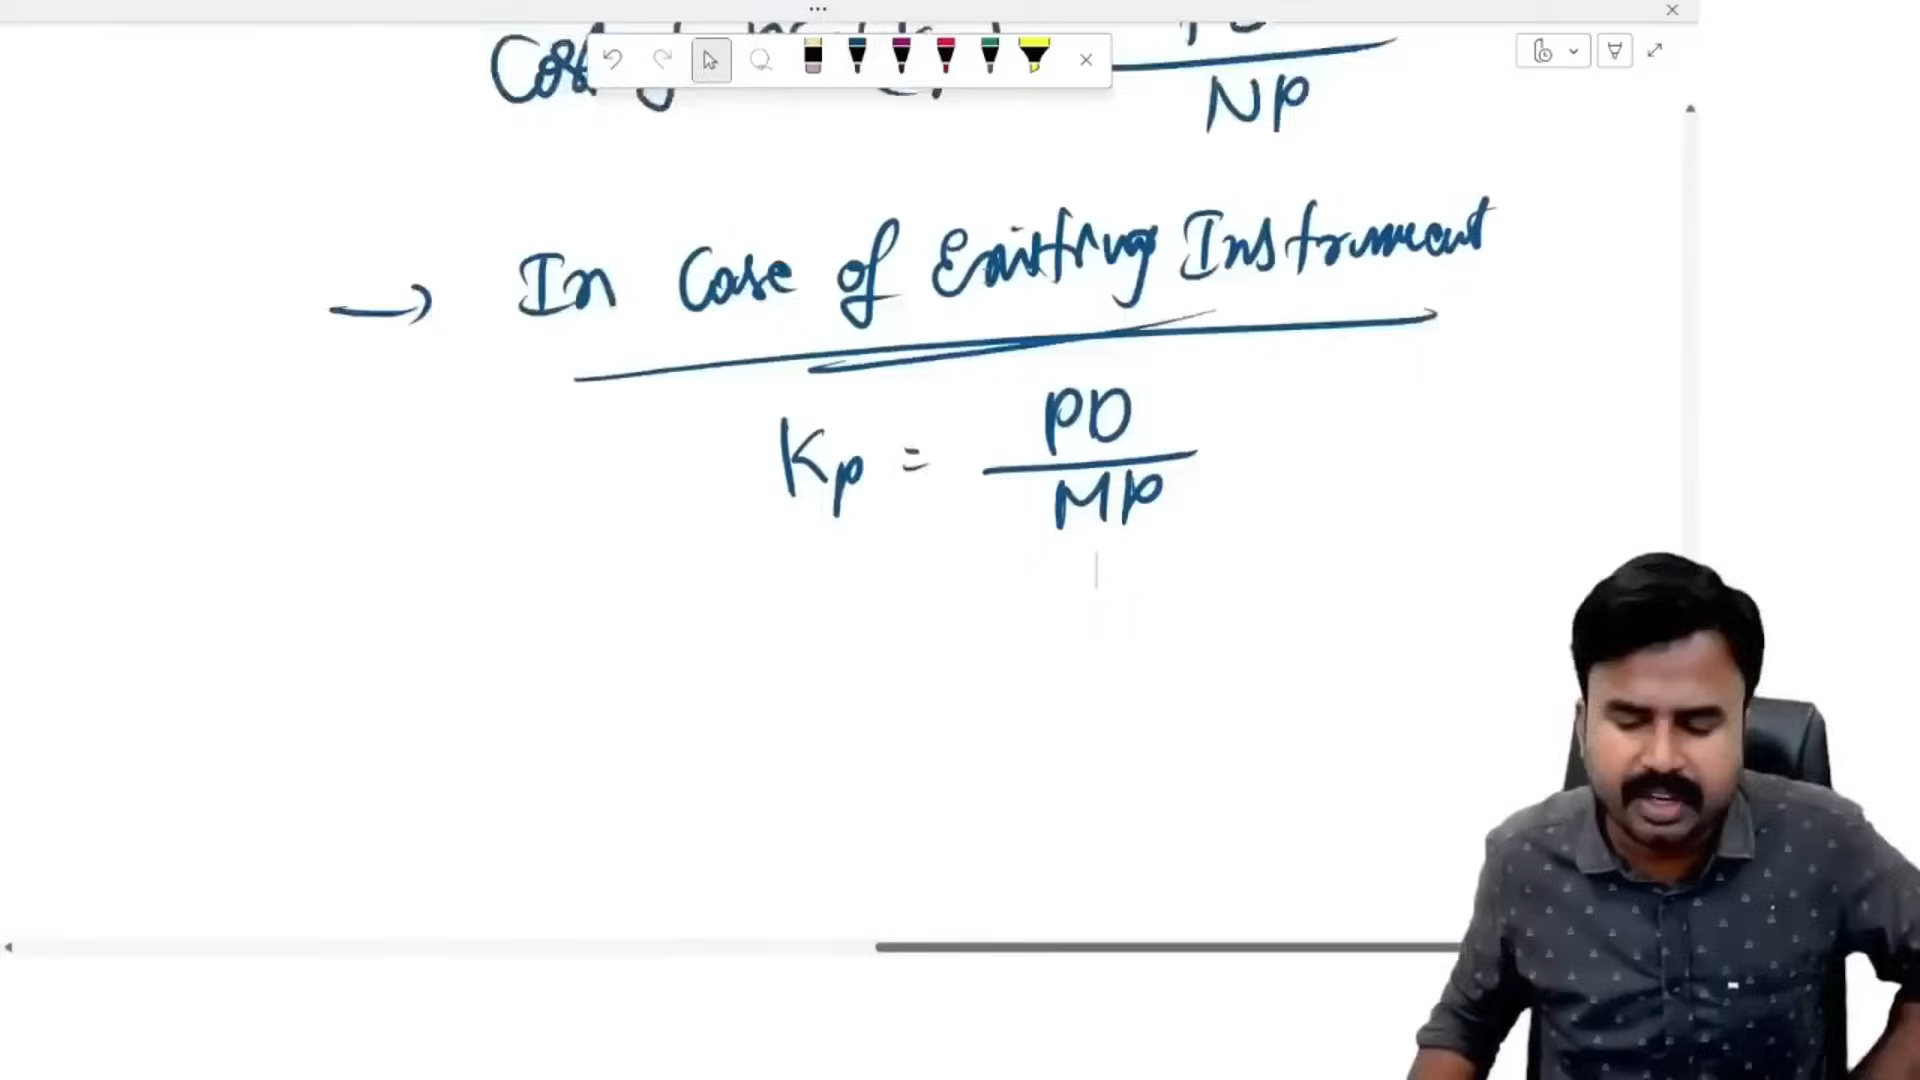 NP
→ In Case of Existing Instrument
Kp = PD
MP